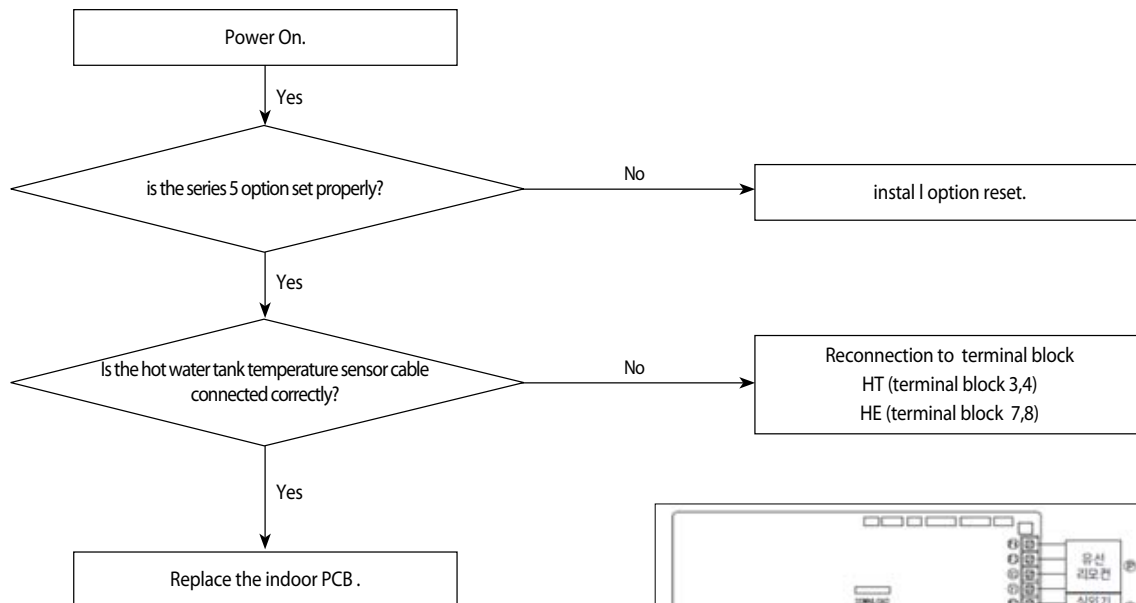 Power On.
Yes
is the series 5 option set properly?
No
instal l option reset.
Yes
Is the hot water tank temperature sensor cable
connected correctly?
No
Reconnection to terminal block
HT (terminal block 3,4)
HE (terminal block 7,8)
Yes
Replace the indoor PCB .
유선
리모컨